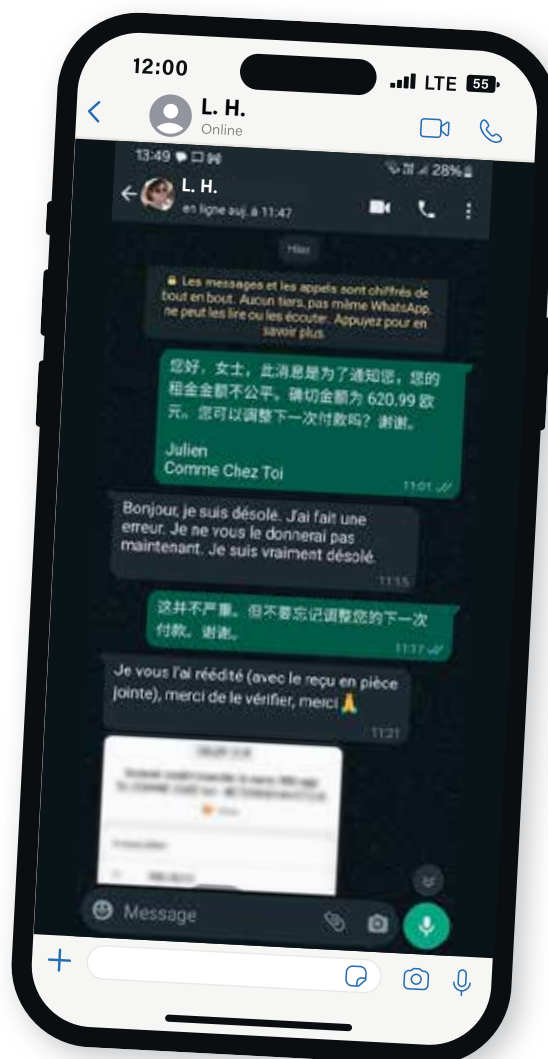 12:00
LTE 55
L. H.
Online
13:49
28%
L. H.
en ligne auj. à 11:47
Hier
Les messages et les appels sont chiffrés de
bout en bout. Aucun tiers, pas même WhatsApp,
ne peut les lire ou les écouter. Appuyez pour en
savoir plus.
您好，女士，此消息是为了通知您，您的
租金金额不公平。确切金额为 620.99 欧
元。您可以调整下一次付款吗？谢谢。
Julien
Comme Chez Toi
11:01
Bonjour, je suis désolé. J'ai fait une
erreur. Je ne vous le donnerai pas
maintenant. Je suis vraiment désolé.
11:15
这并不严重。但不要忘记调整您的下一次
付款。谢谢。
11:17
Je vous l'ai réédité (avec le reçu en pièce
jointe), merci de le vérifier, merci 🙏
11:21
Message